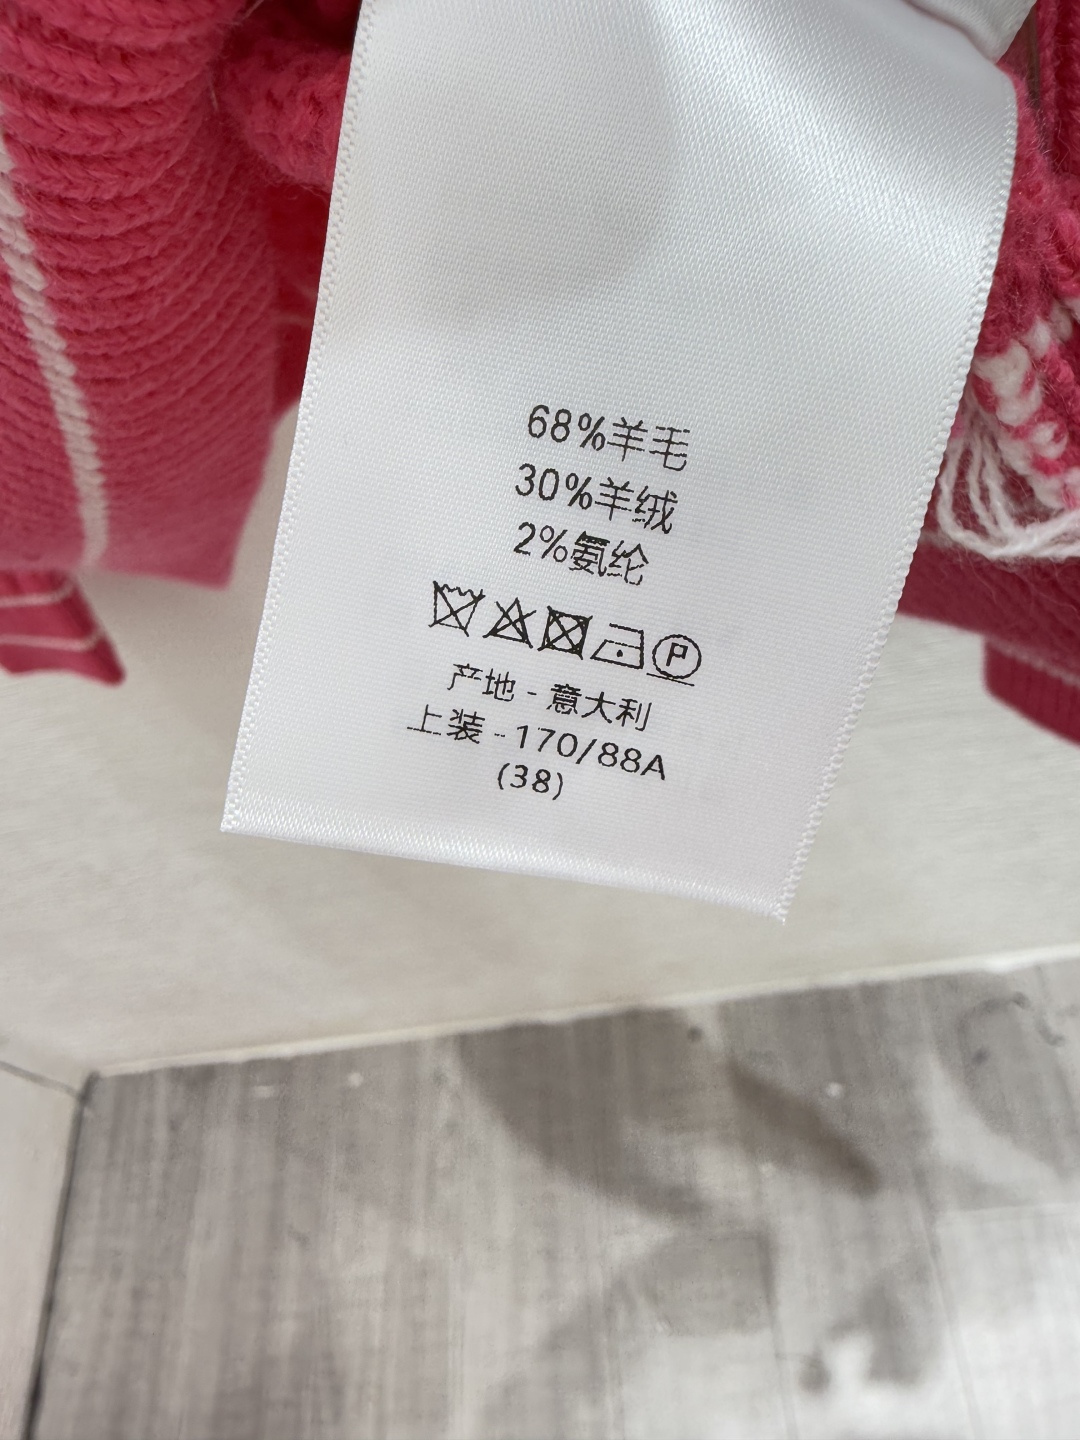 68%羊毛
30%羊绒
2%氨纶
P
产地 - 意大利
上装 - 170/88A
(38)